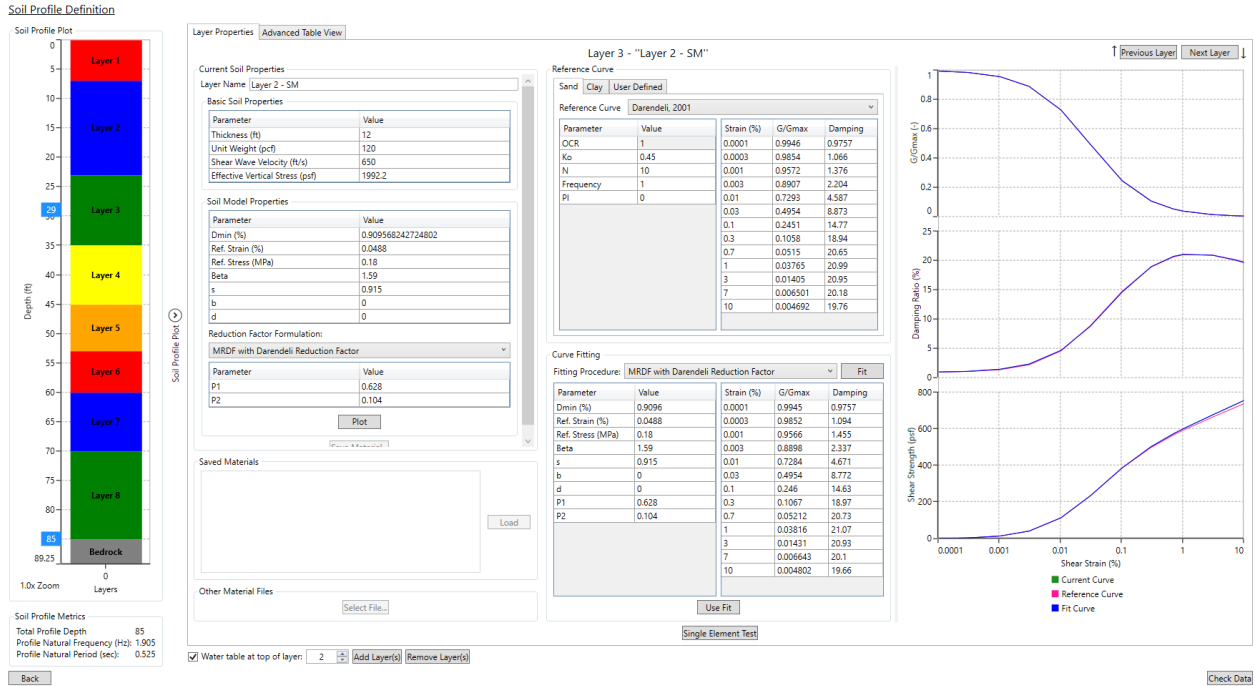 Soil Profile Definition
Soil Profile Plot
0
5
10
15
20
25
29
35
40
45
50
55
60
65
70
75
80
85
89.25
Depth (ft)
Layer 1
Layer 2
Layer 3
Layer 4
Layer 5
Layer 6
Layer 7
Layer 8
Bedrock
0
1.0x Zoom Layers
Soil Profile Metrics
Total Profile Depth 85
Profile Natural Frequency (Hz): 1.905
Profile Natural Period (sec): 0.525
Back
Soil Profile Plot
Layer Properties Advanced Table View
Layer 3 - "Layer 2 - SM"
↑ Previous Layer Next Layer ↓
Current Soil Properties
Layer Name Layer 2 - SM
Basic Soil Properties
Parameter Value
Thickness (ft) 12
Unit Weight (pcf) 120
Shear Wave Velocity (ft/s) 650
Effective Vertical Stress (psf) 1992.2
Soil Model Properties
Parameter Value
Dmin (%) 0.909568242724802
Ref. Strain (%) 0.0488
Ref. Stress (MPa) 0.18
Beta 1.59
s 0.915
b 0
d 0
Reduction Factor Formulation:
MRDF with Darendeli Reduction Factor
Parameter Value
P1 0.628
P2 0.104
Plot
Save Material
Saved Materials
Load
Other Material Files
Select File...
Reference Curve
Sand Clay User Defined
Reference Curve Darendeli, 2001
Parameter Value
OCR 1
Ko 0.45
N 10
Frequency 1
PI 0
Strain (%) G/Gmax Damping
0.0001 0.9946 0.9757
0.0003 0.9854 1.066
0.001 0.9572 1.376
0.003 0.8907 2.204
0.01 0.7293 4.587
0.03 0.4954 8.873
0.1 0.2451 14.77
0.3 0.1058 18.94
0.7 0.0515 20.65
1 0.03765 20.99
3 0.01405 20.95
7 0.006501 20.18
10 0.004692 19.76
Curve Fitting
Fitting Procedure: MRDF with Darendeli Reduction Factor Fit
Parameter Value
Dmin (%) 0.9096
Ref. Strain (%) 0.0488
Ref. Stress (MPa) 0.18
Beta 1.59
s 0.915
b 0
d 0
P1 0.628
P2 0.104
Strain (%) G/Gmax Damping
0.0001 0.9945 0.9757
0.0003 0.9852 1.094
0.001 0.9566 1.455
0.003 0.8898 2.337
0.01 0.7284 4.671
0.03 0.4954 8.772
0.1 0.246 14.63
0.3 0.1067 18.97
0.7 0.05212 20.73
1 0.03816 21.07
3 0.01431 20.93
7 0.006643 20.1
10 0.004802 19.66
Use Fit
Single Element Test
G/Gmax (-)
1
0.8
0.6
0.4
0.2
0
Damping Ratio (%)
25
20
15
10
5
0
Shear Strength (psf)
800
600
400
200
0
0.0001 0.001 0.01 0.1 1 10
Shear Strain (%)
Current Curve
Reference Curve
Fit Curve
Water table at top of layer: 2 Add Layer(s) Remove Layer(s)
Check Data